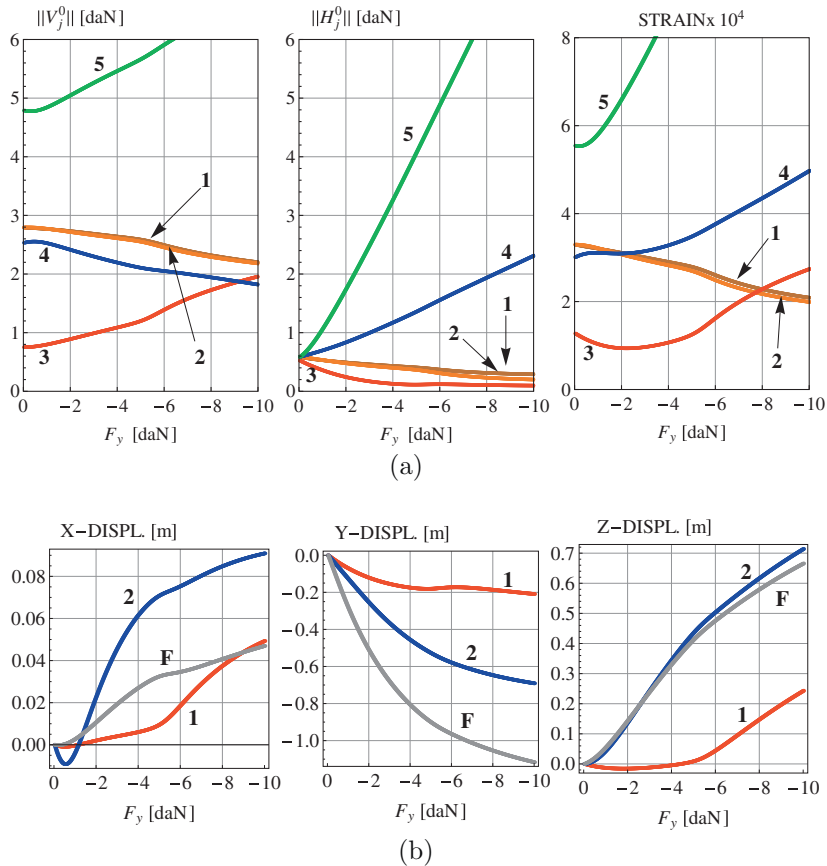 ||V_j^0|| [daN]
6
5
4
3
2
1
0
5
1
4
2
3
0 −2 −4 −6 −8 −10
F_y [daN]
||H_j^0|| [daN]
6
5
4
3
2
1
0
5
4
1
2
3
0 −2 −4 −6 −8 −10
F_y [daN]
STRAINx 10^4
8
6
4
2
0
5
4
1
3
2
0 −2 −4 −6 −8 −10
F_y [daN]
(a)
X−DISPL. [m]
0.08
0.06
0.04
0.02
0.00
2
F
1
0 −2 −4 −6 −8 −10
F_y [daN]
Y−DISPL. [m]
0.0
−0.2
−0.4
−0.6
−0.8
−1.0
1
2
F
0 −2 −4 −6 −8 −10
F_y [daN]
Z−DISPL. [m]
0.7
0.6
0.5
0.4
0.3
0.2
0.1
0.0
2
F
1
0 −2 −4 −6 −8 −10
F_y [daN]
(b)